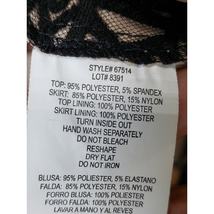 STYLE# 67514
LOT# 8391
TOP: 95% POLYESTER, 5% SPANDEX
SKIRT: 85% POLYESTER, 15% NYLON
TOP LINING: 100% POLYESTER
SKIRT LINING: 100% POLYESTER
TURN INSIDE OUT
HAND WASH SEPARATELY
DO NOT BLEACH
RESHAPE
DRY FLAT
DO NOT IRON
BLUSA: 95% POLIESTER, 5% ELASTANO
FALDA: 85% POLIESTER, 15% NYLON
FORRO BLUSA: 100% POLIESTER
FORRO FALDA: 100% POLIESTER
LAVAR A MANO Y AL REVES